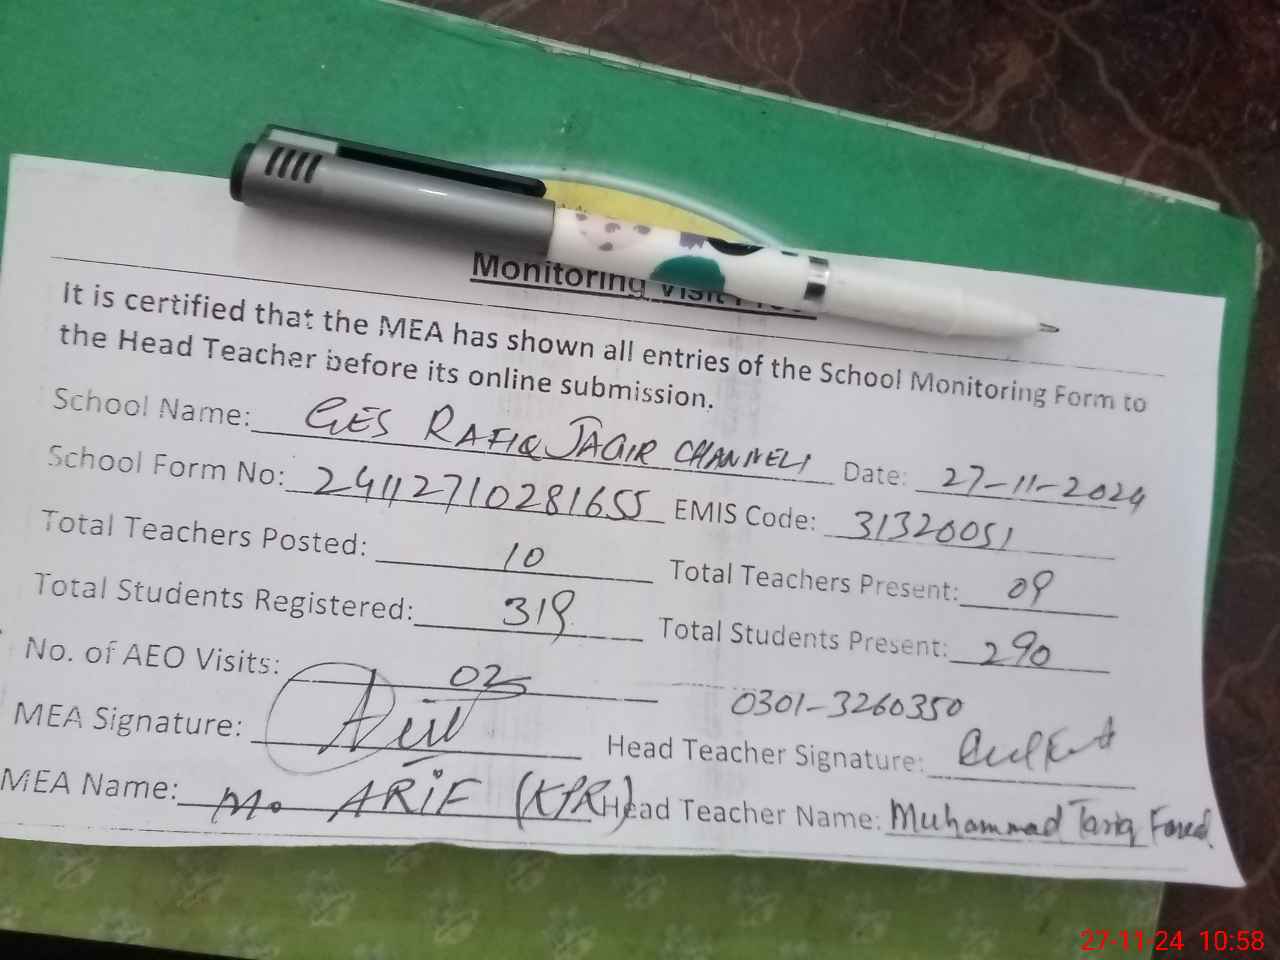 Monitoring Visit
It is certified that the MEA has shown all entries of the School Monitoring Form to
the Head Teacher before its online submission.
School Name: GES RAFIQ JAGIR CHANNELI Date: 27-11-2024
School Form No: 24112710281655 EMIS Code: 31320051
Total Teachers Posted: 10 Total Teachers Present: 09
Total Students Registered: 319 Total Students Present: 290
No. of AEO Visits: 02 0301-3260350
MEA Signature: Head Teacher Signature:
MEA Name: M. ARIF (KPR) Head Teacher Name: Muhammad Tariq
27-11-24 10:58